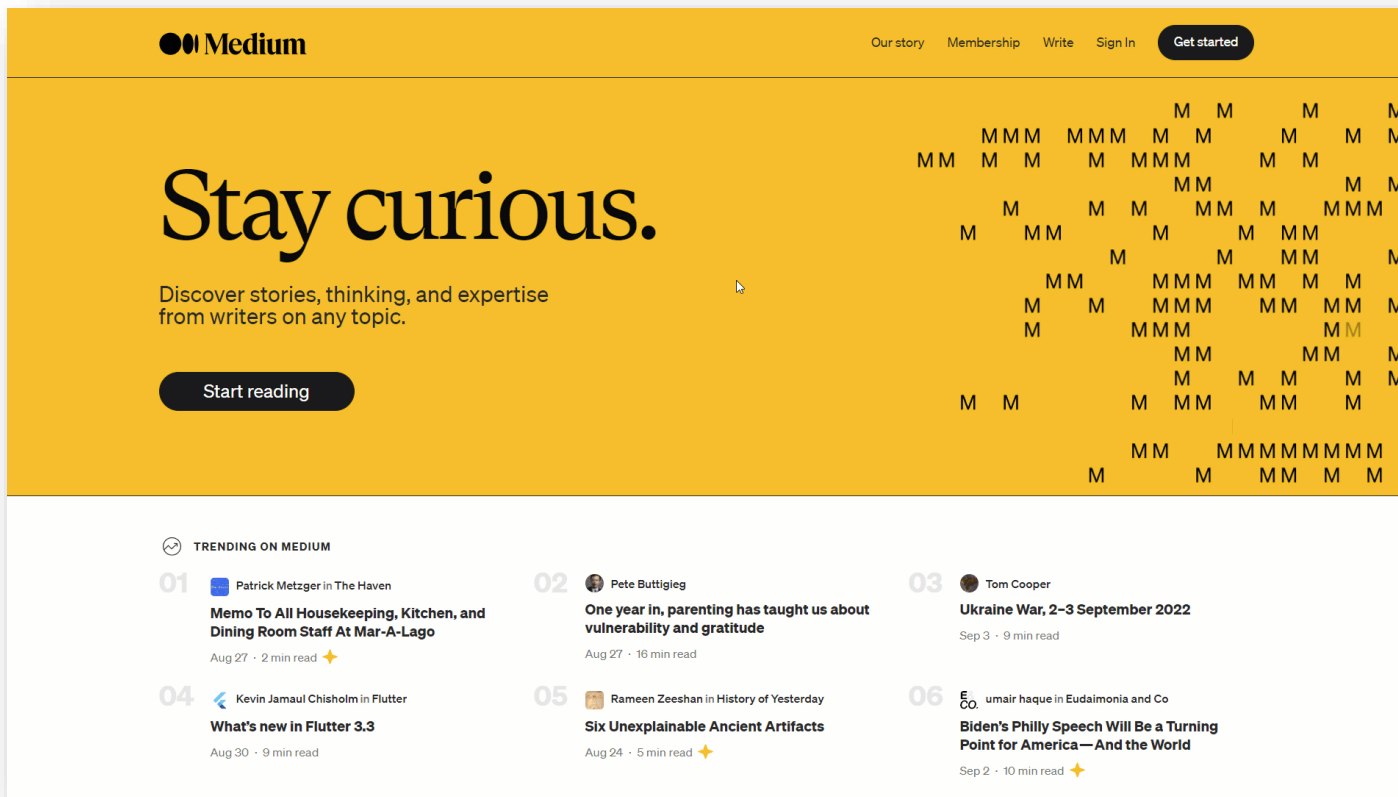 Medium
Our story Membership Write Sign In Get started
M M M M
M M M M M M M M M M M
M M M M M M M M M M
M M M M
M M M M M M M M M
M M M M M M M
M M M M M
M M M M M M M M M
M M M M M M M M M M
M M M M M M
M M M M M
M M M M M M
M M M M M M M M
M M M M M M M M M M
M M M M M M
Stay curious.
Discover stories, thinking, and expertise
from writers on any topic.
Start reading
TRENDING ON MEDIUM
01
Patrick Metzger in The Haven
Memo To All Housekeeping, Kitchen, and
Dining Room Staff At Mar-A-Lago
Aug 27 · 2 min read
02
Pete Buttigieg
One year in, parenting has taught us about
vulnerability and gratitude
Aug 27 · 16 min read
03
Tom Cooper
Ukraine War, 2–3 September 2022
Sep 3 · 9 min read
04
Kevin Jamaul Chisholm in Flutter
What’s new in Flutter 3.3
Aug 30 · 9 min read
05
Rameen Zeeshan in History of Yesterday
Six Unexplainable Ancient Artifacts
Aug 24 · 5 min read
06
E
CO.
umair haque in Eudaimonia and Co
Biden’s Philly Speech Will Be a Turning
Point for America — And the World
Sep 2 · 10 min read